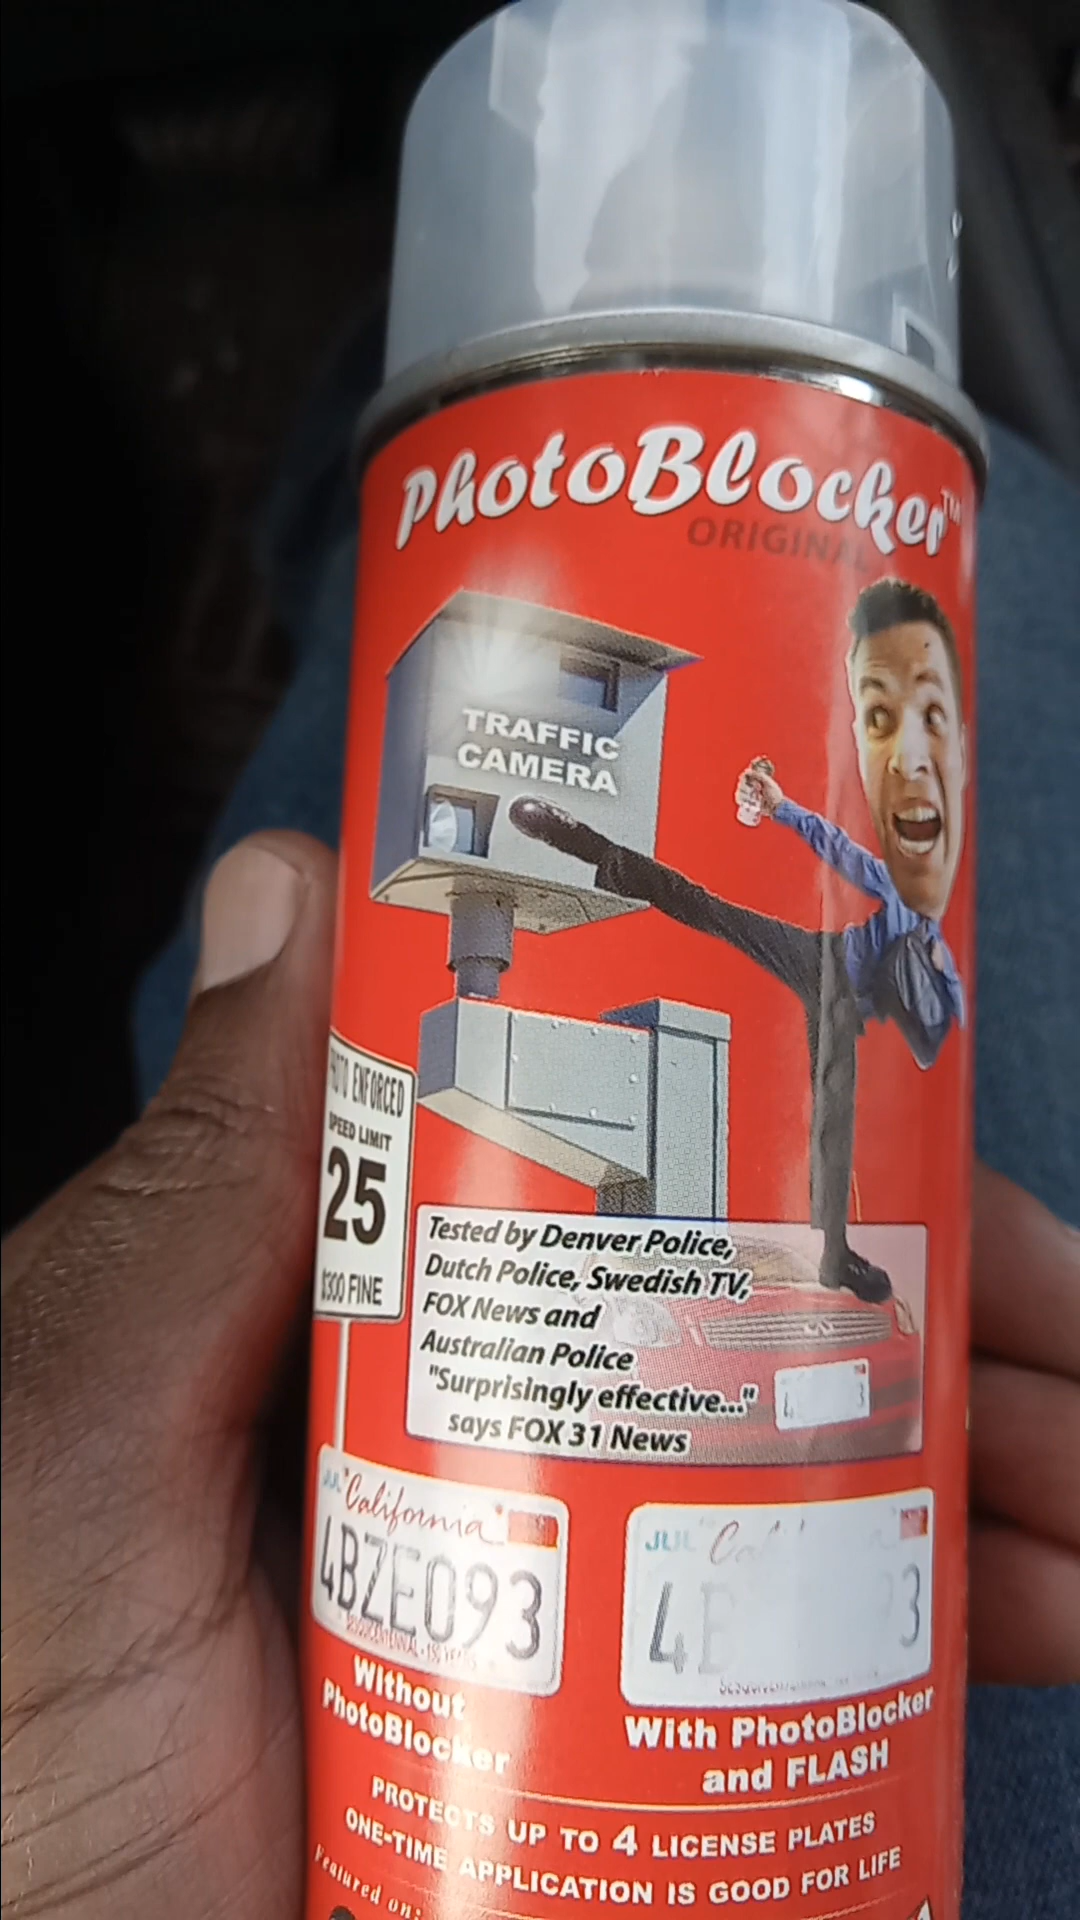 PhotoBlocker™
ORIGINAL
TRAFFIC
CAMERA
PHOTO ENFORCED
SPEED LIMIT
25
$300 FINE
Tested by Denver Police,
Dutch Police, Swedish TV,
FOX News and
Australian Police
"Surprisingly effective..."
says FOX 31 News
4 3
JUL California
4BZE093
Without
PhotoBlocker
JUL Ca
4B 3
With PhotoBlocker
and FLASH
PROTECTS UP TO 4 LICENSE PLATES
ONE-TIME APPLICATION IS GOOD FOR LIFE
Featured on: